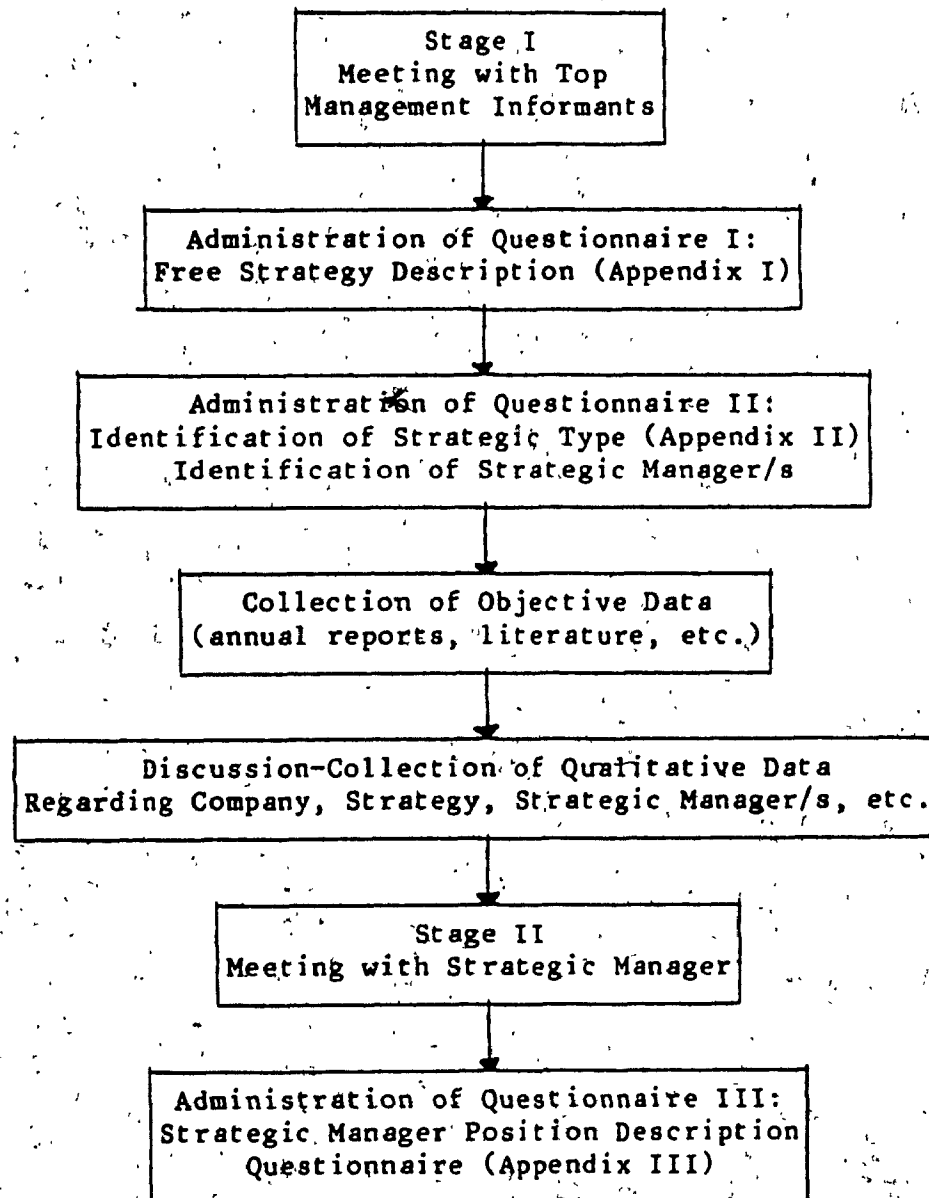 Stage I
Meeting with Top
Management Informants
Administration of Questionnaire I:
Free Strategy Description (Appendix I)
Administration of Questionnaire II:
Identification of Strategic Type (Appendix II)
Identification of Strategic Manager/s
Collection of Objective Data
(annual reports, literature, etc.)
Discussion-Collection of Qualitative Data
Regarding Company, Strategy, Strategic Manager/s, etc.
Stage II
Meeting with Strategic Manager
Administration of Questionnaire III:
Strategic Manager Position Description
Questionnaire (Appendix III)